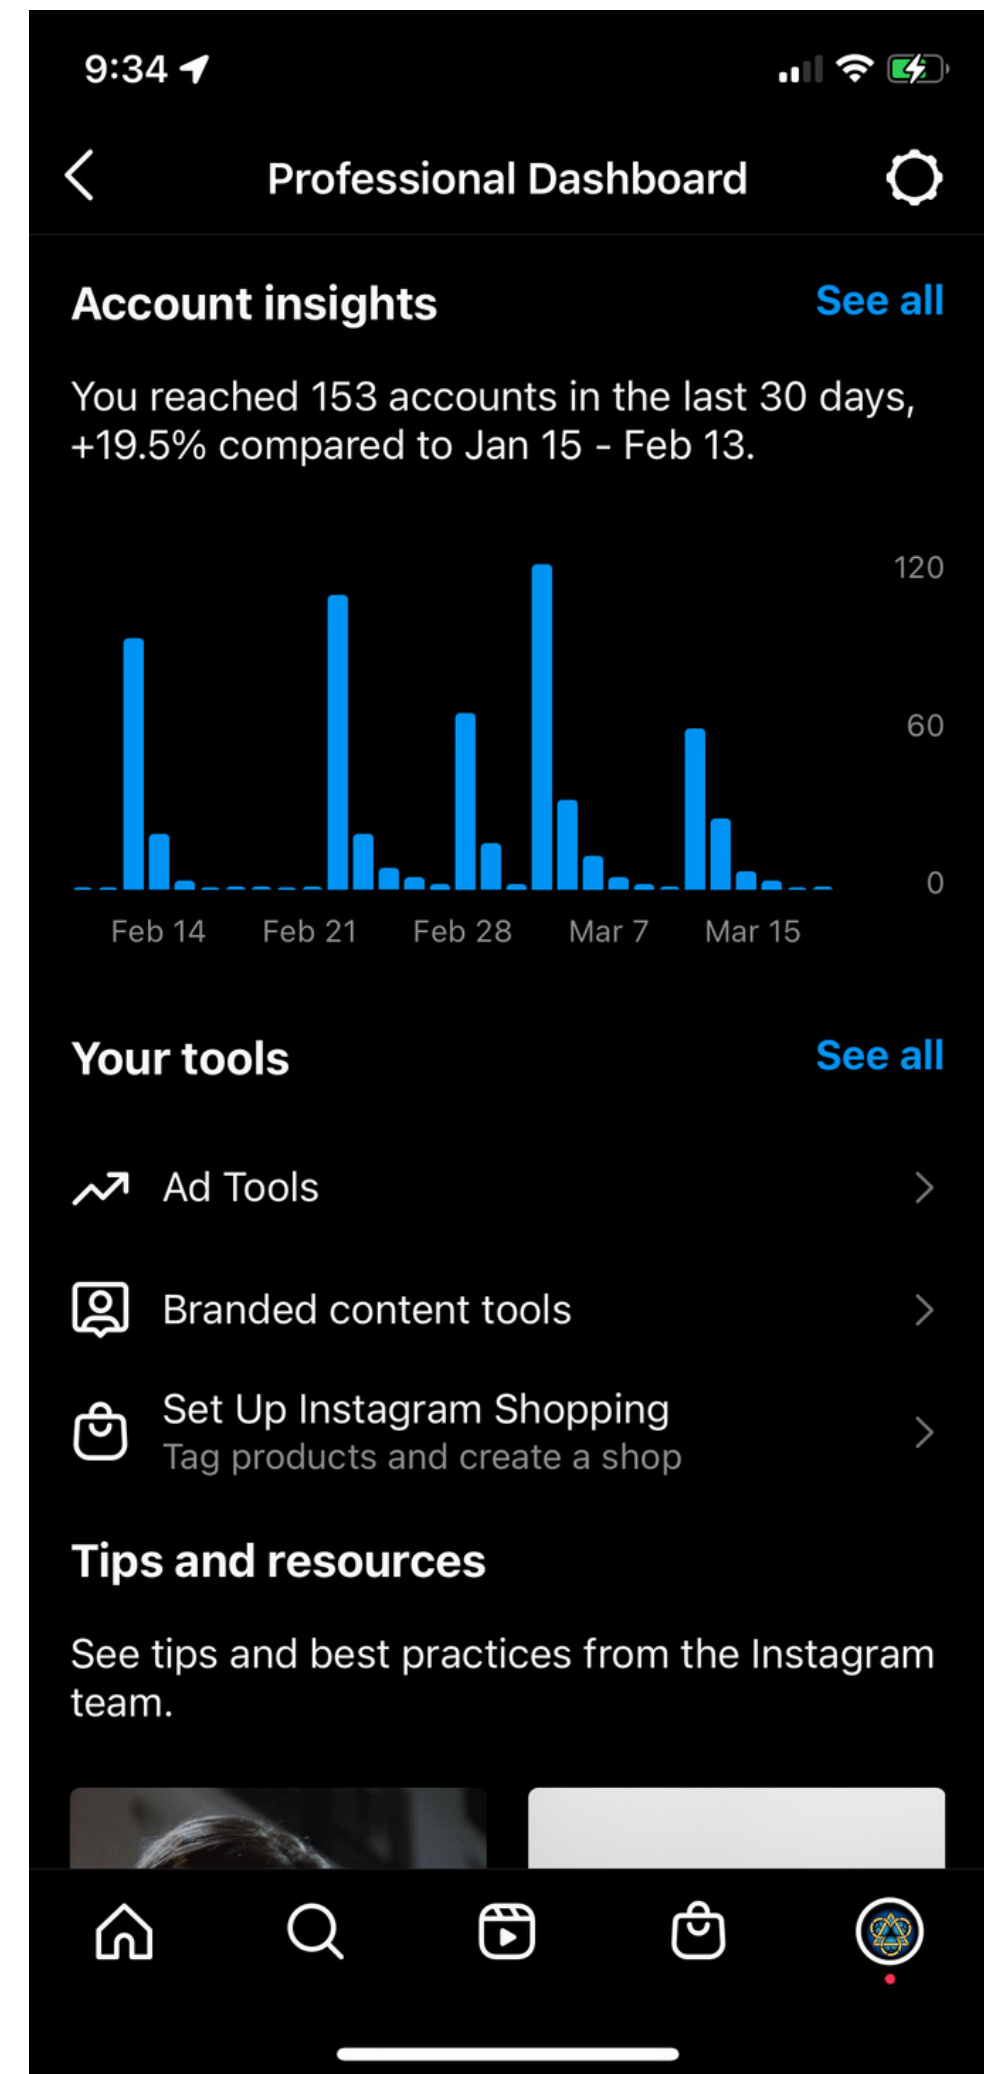 9:34
Professional Dashboard
Account insights
See all
You reached 153 accounts in the last 30 days,
+19.5% compared to Jan 15 - Feb 13.
120
60
0
Feb 14 Feb 21 Feb 28 Mar 7 Mar 15
Your tools
See all
Ad Tools
Branded content tools
Set Up Instagram Shopping
Tag products and create a shop
Tips and resources
See tips and best practices from the Instagram
team.